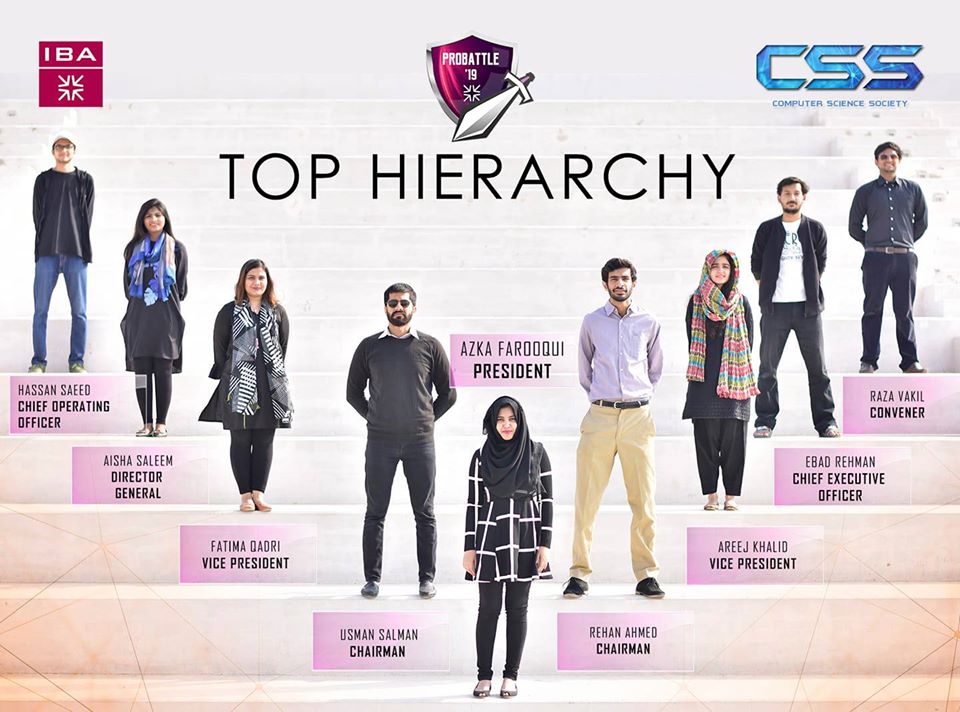 IBA
PROBATTLE
'19
CSS
COMPUTER SCIENCE SOCIETY
TOP HIERARCHY
AZKA FAROOQUI
PRESIDENT
HASSAN SAEED
CHIEF OPERATING
OFFICER
RAZA VAKIL
CONVENER
AISHA SALEEM
DIRECTOR
GENERAL
EBAD REHMAN
CHIEF EXECUTIVE
OFFICER
FATIMA QADRI
VICE PRESIDENT
AREEJ KHALID
VICE PRESIDENT
USMAN SALMAN
CHAIRMAN
REHAN AHMED
CHAIRMAN